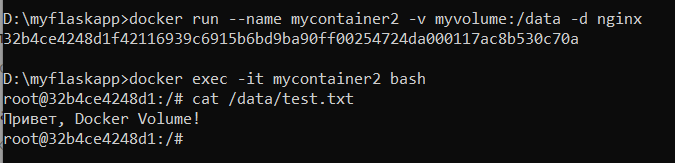 D:\myflaskapp>docker run --name mycontainer2 -v myvolume:/data -d nginx
32b4ce4248d1f42116939c6915b6bd9ba90ff00254724da000117ac8b530c70a
D:\myflaskapp>docker exec -it mycontainer2 bash
root@32b4ce4248d1:/# cat /data/test.txt
Привет, Docker Volume!
root@32b4ce4248d1:/#